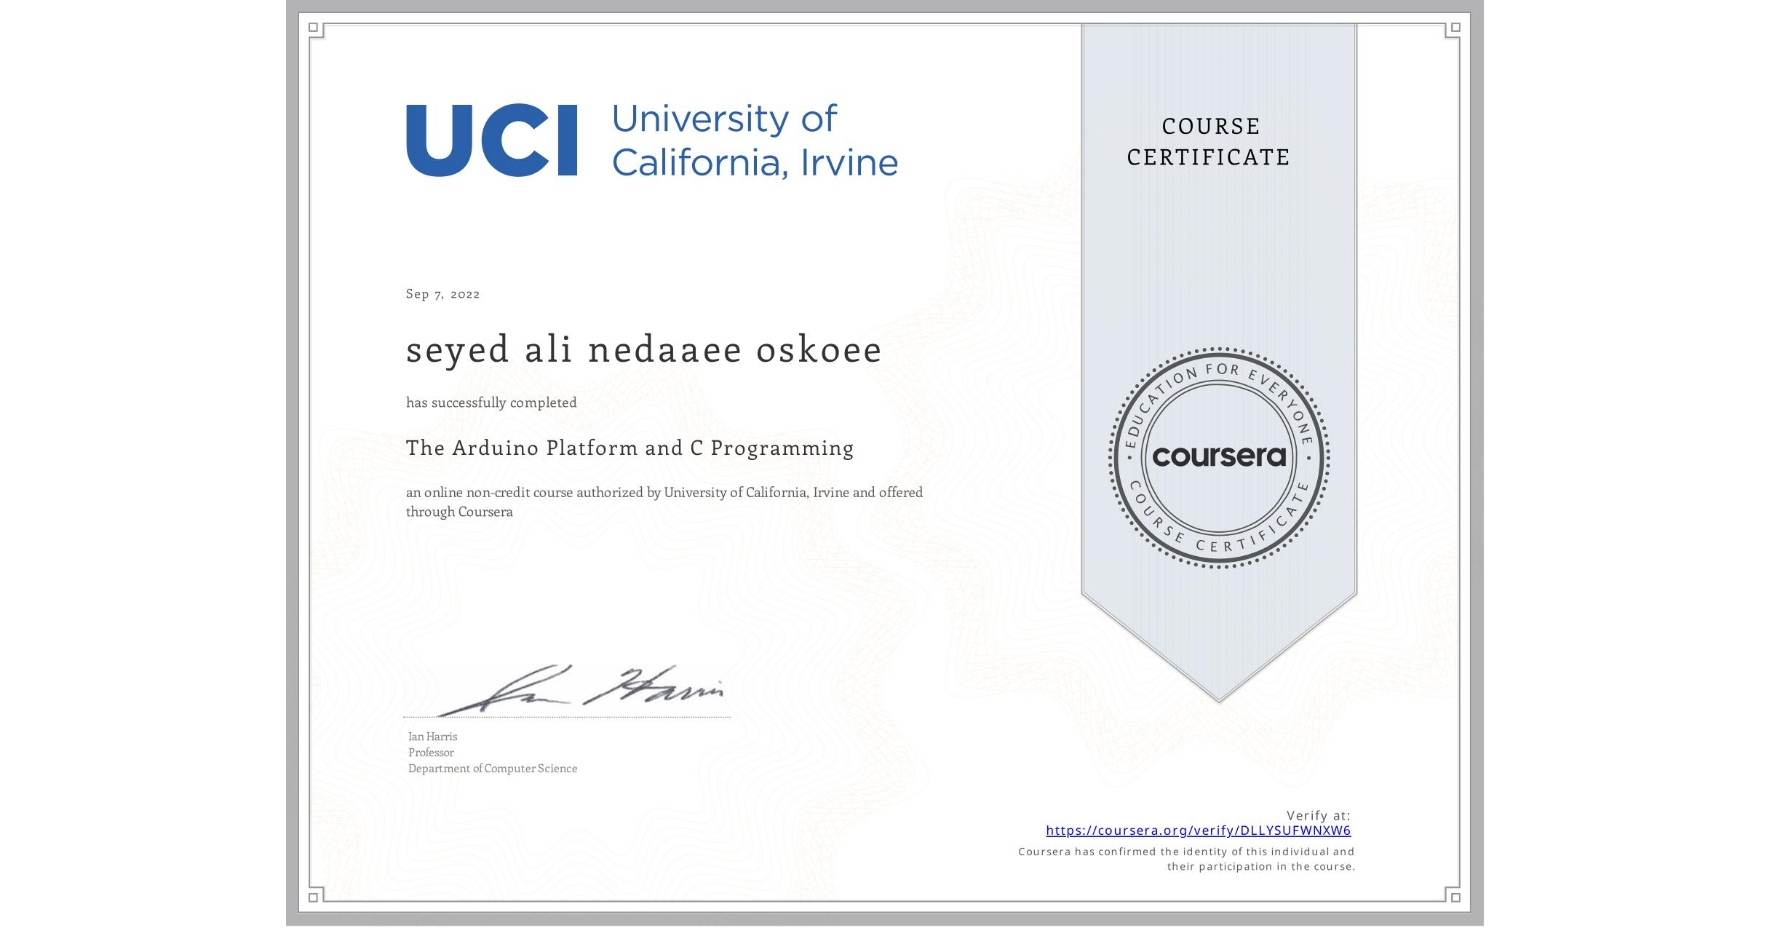 UCI University of
California, Irvine
COURSE
CERTIFICATE
Sep 7, 2022
seyed ali nedaaee oskoee
has successfully completed
The Arduino Platform and C Programming
an online non-credit course authorized by University of California, Irvine and offered
through Coursera
EDUCATION FOR EVERYONE
coursera
COURSE CERTIFICATE
Ian Harris
Ian Harris
Professor
Department of Computer Science
Verify at:
https://coursera.org/verify/DLLYSUFWNXW6
Coursera has confirmed the identity of this individual and
their participation in the course.